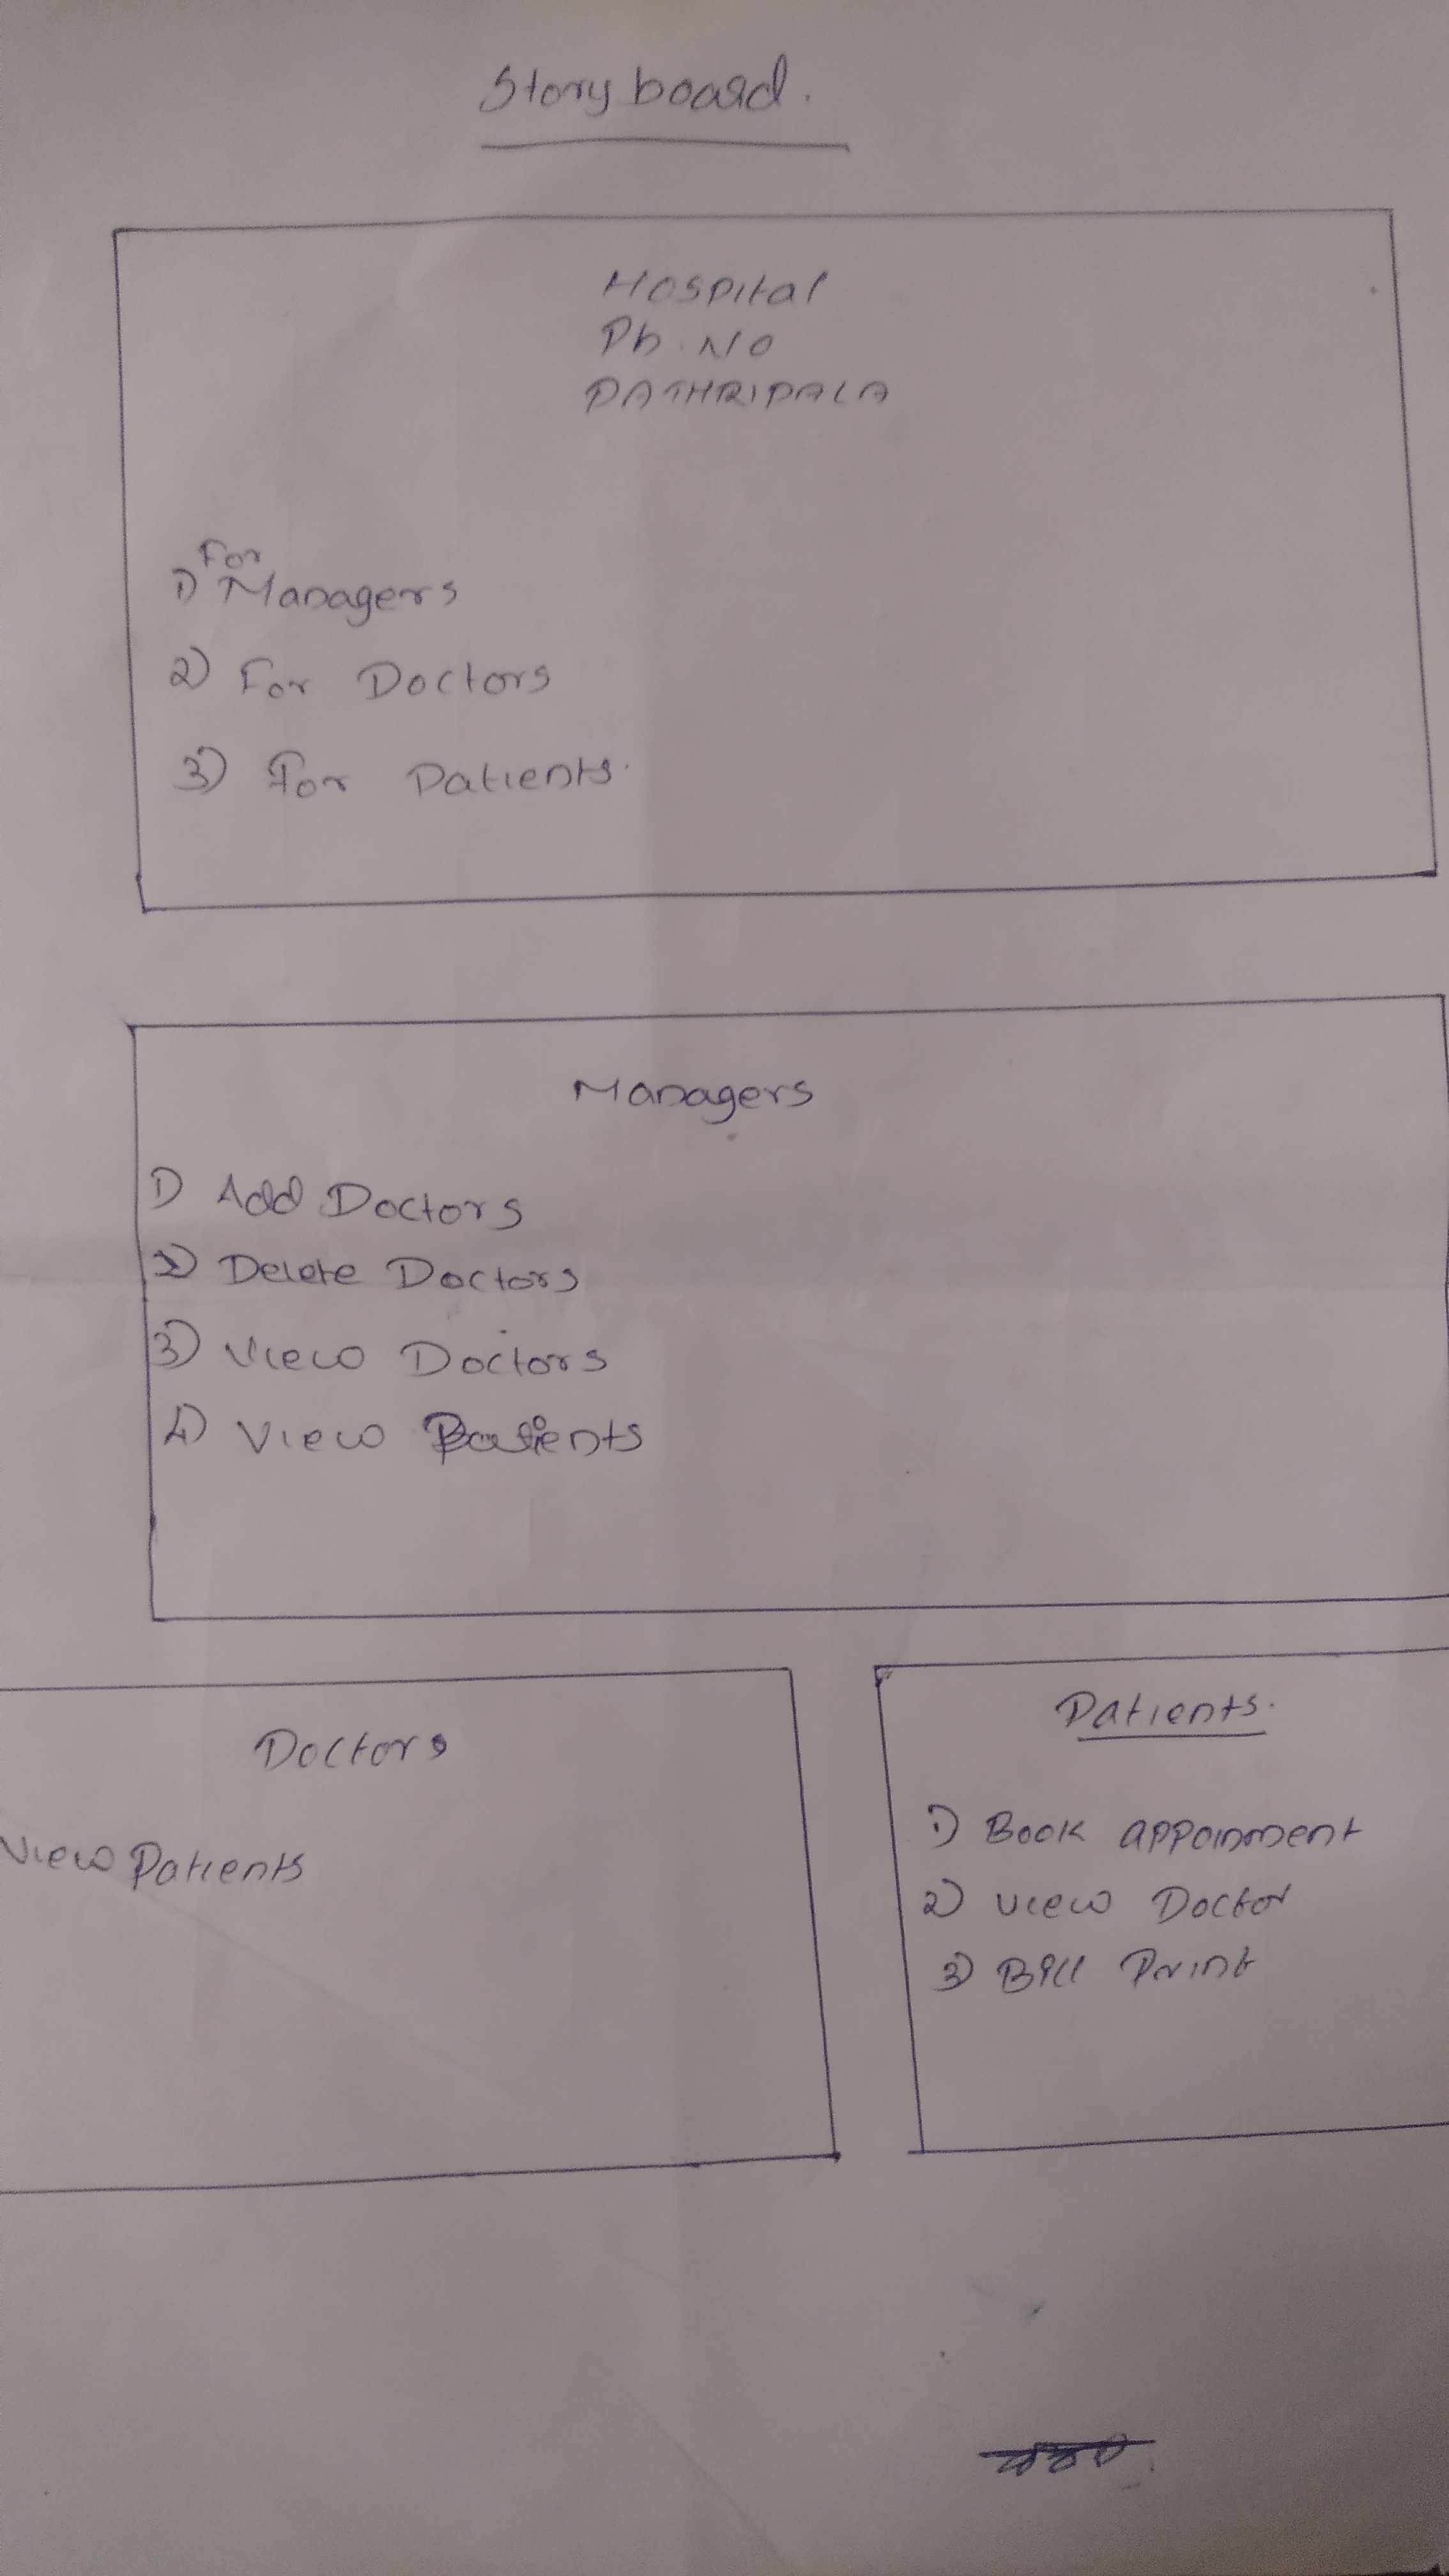 Story board.
Hospital
Ph. No
PATHRIPALA
1) For Managers
2) For Doctors
3) For Patients.
Managers
1) Add Doctors
2) Delete Doctors
3) View Doctors
4) View Patients
Doctors
View Patients
Patients.
1) Book appoinment
2) View Doctor
3) Bill Print